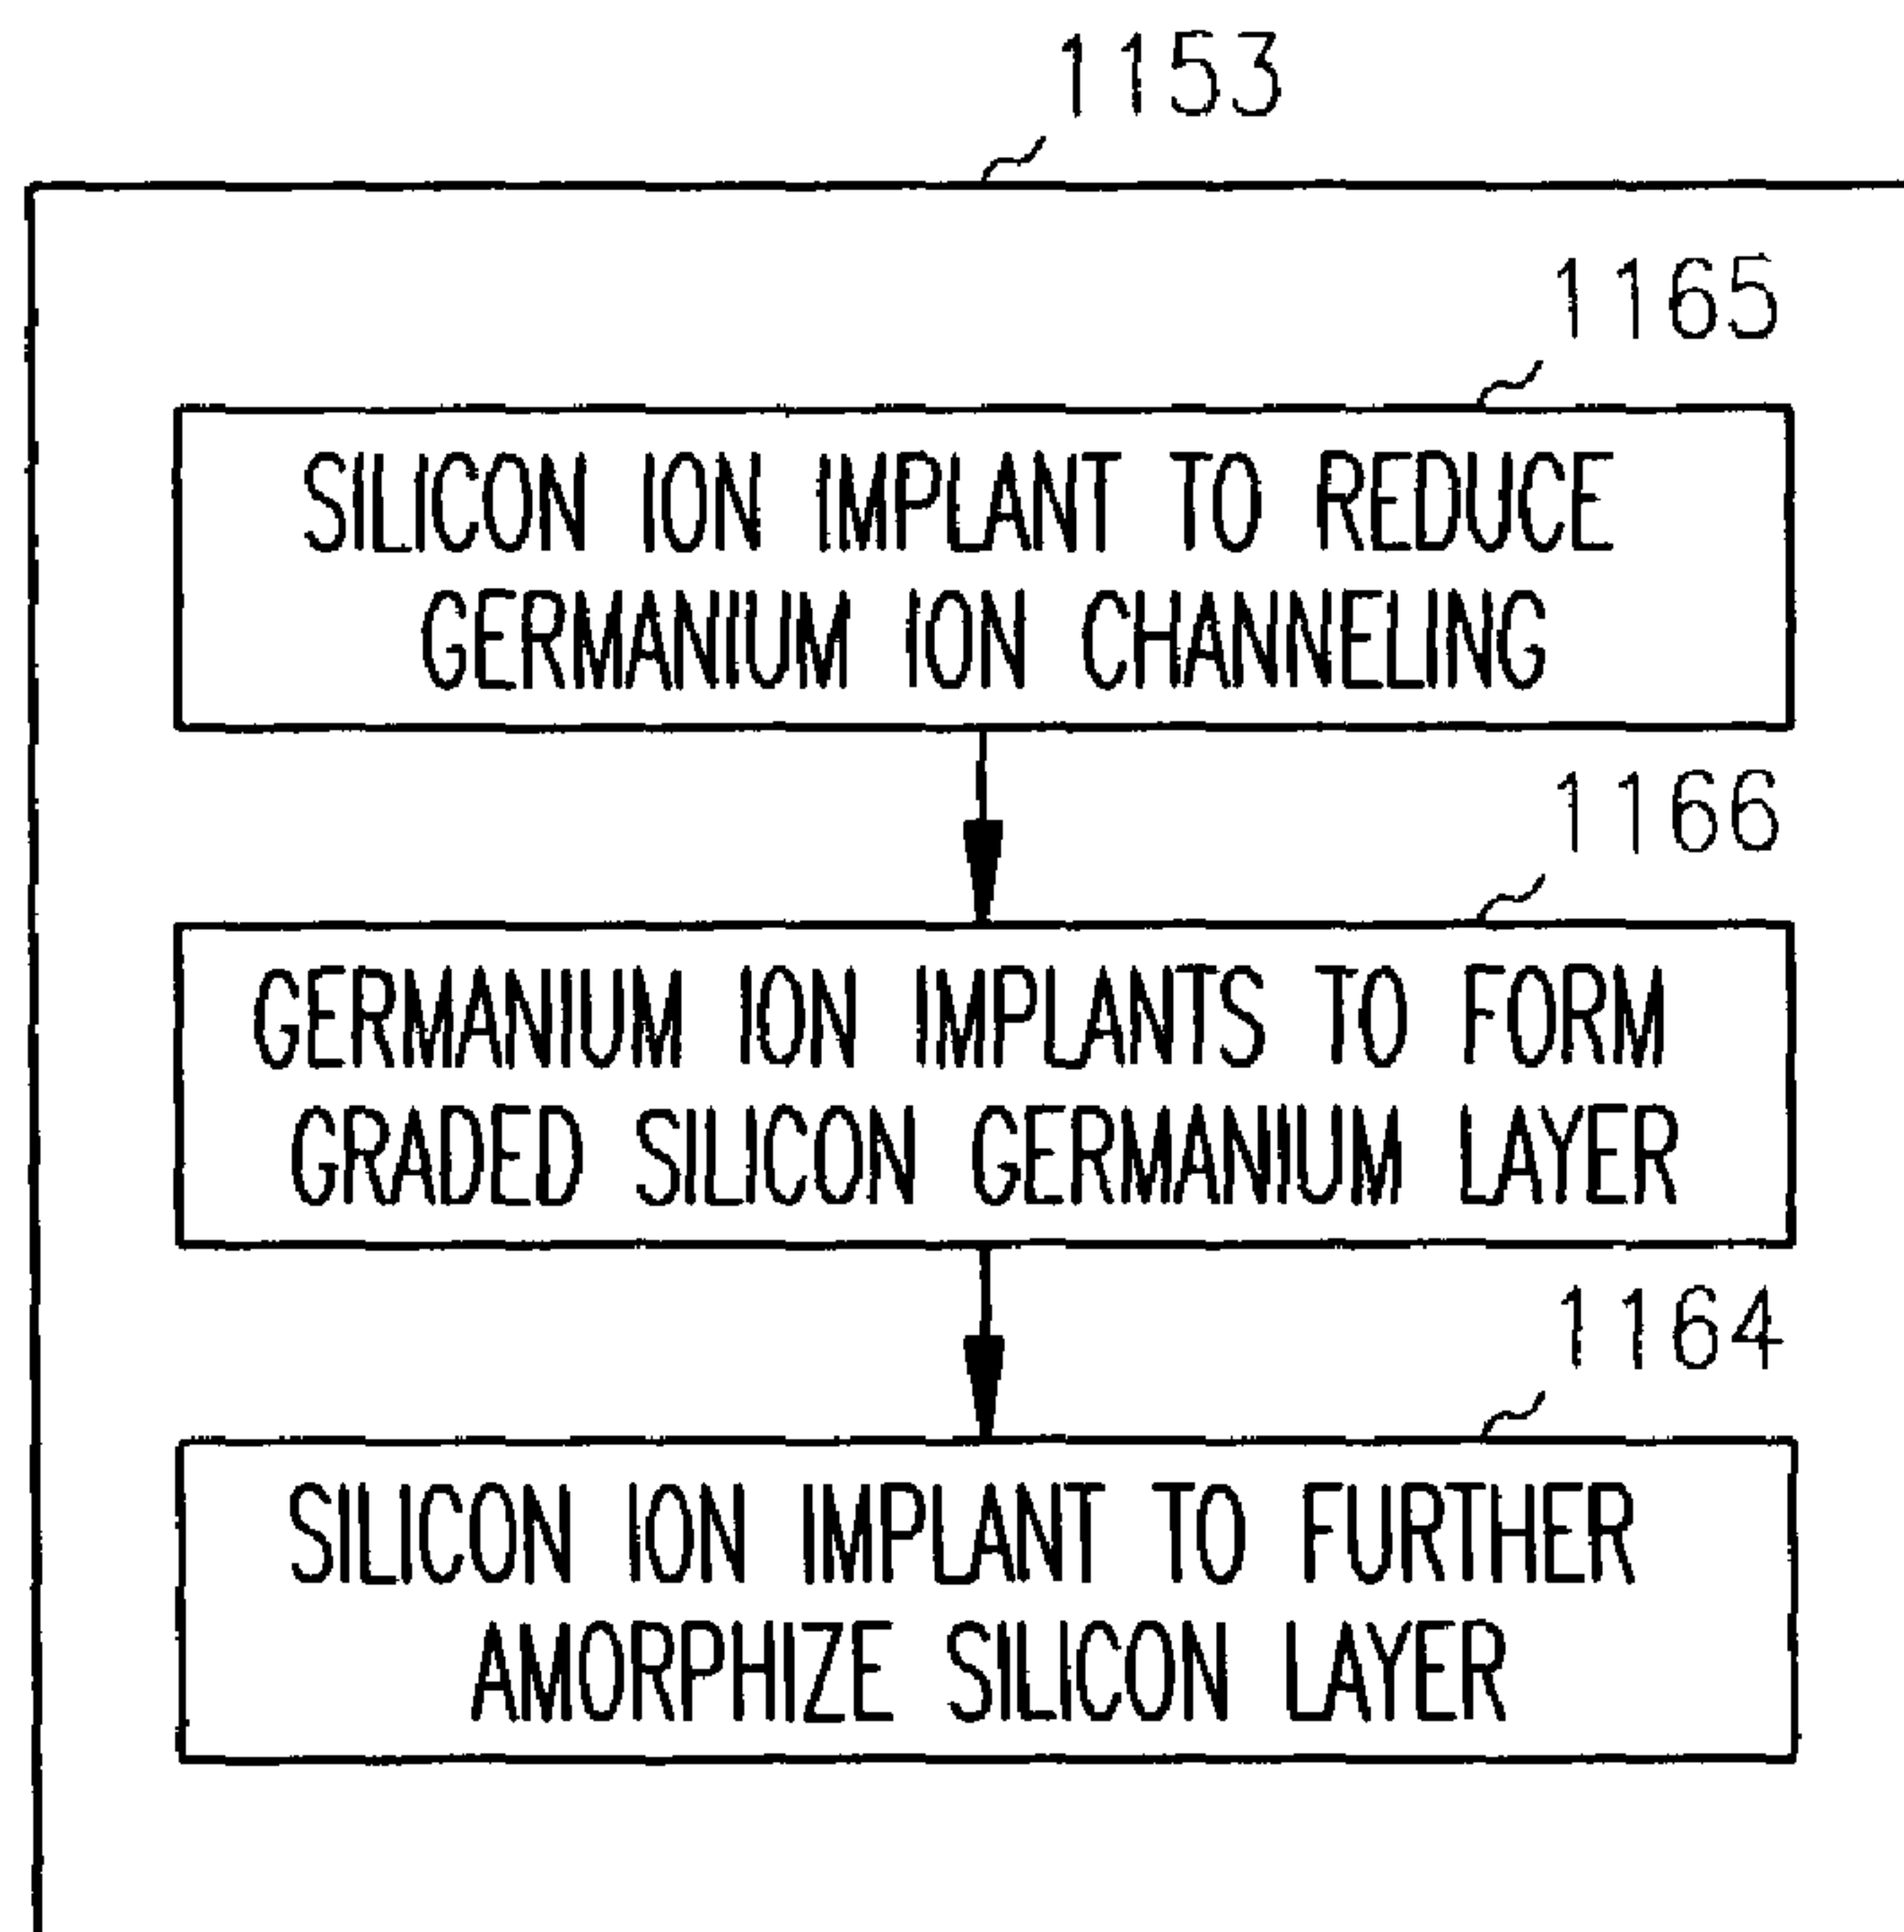 1153
1165
SILICON ION IMPLANT TO REDUCE
GERMANIUM ION CHANNELING
1166
GERMANIUM ION IMPLANTS TO FORM
GRADED SILICON GERMANIUM LAYER
1164
SILICON ION IMPLANT TO FURTHER
AMORPHIZE SILICON LAYER